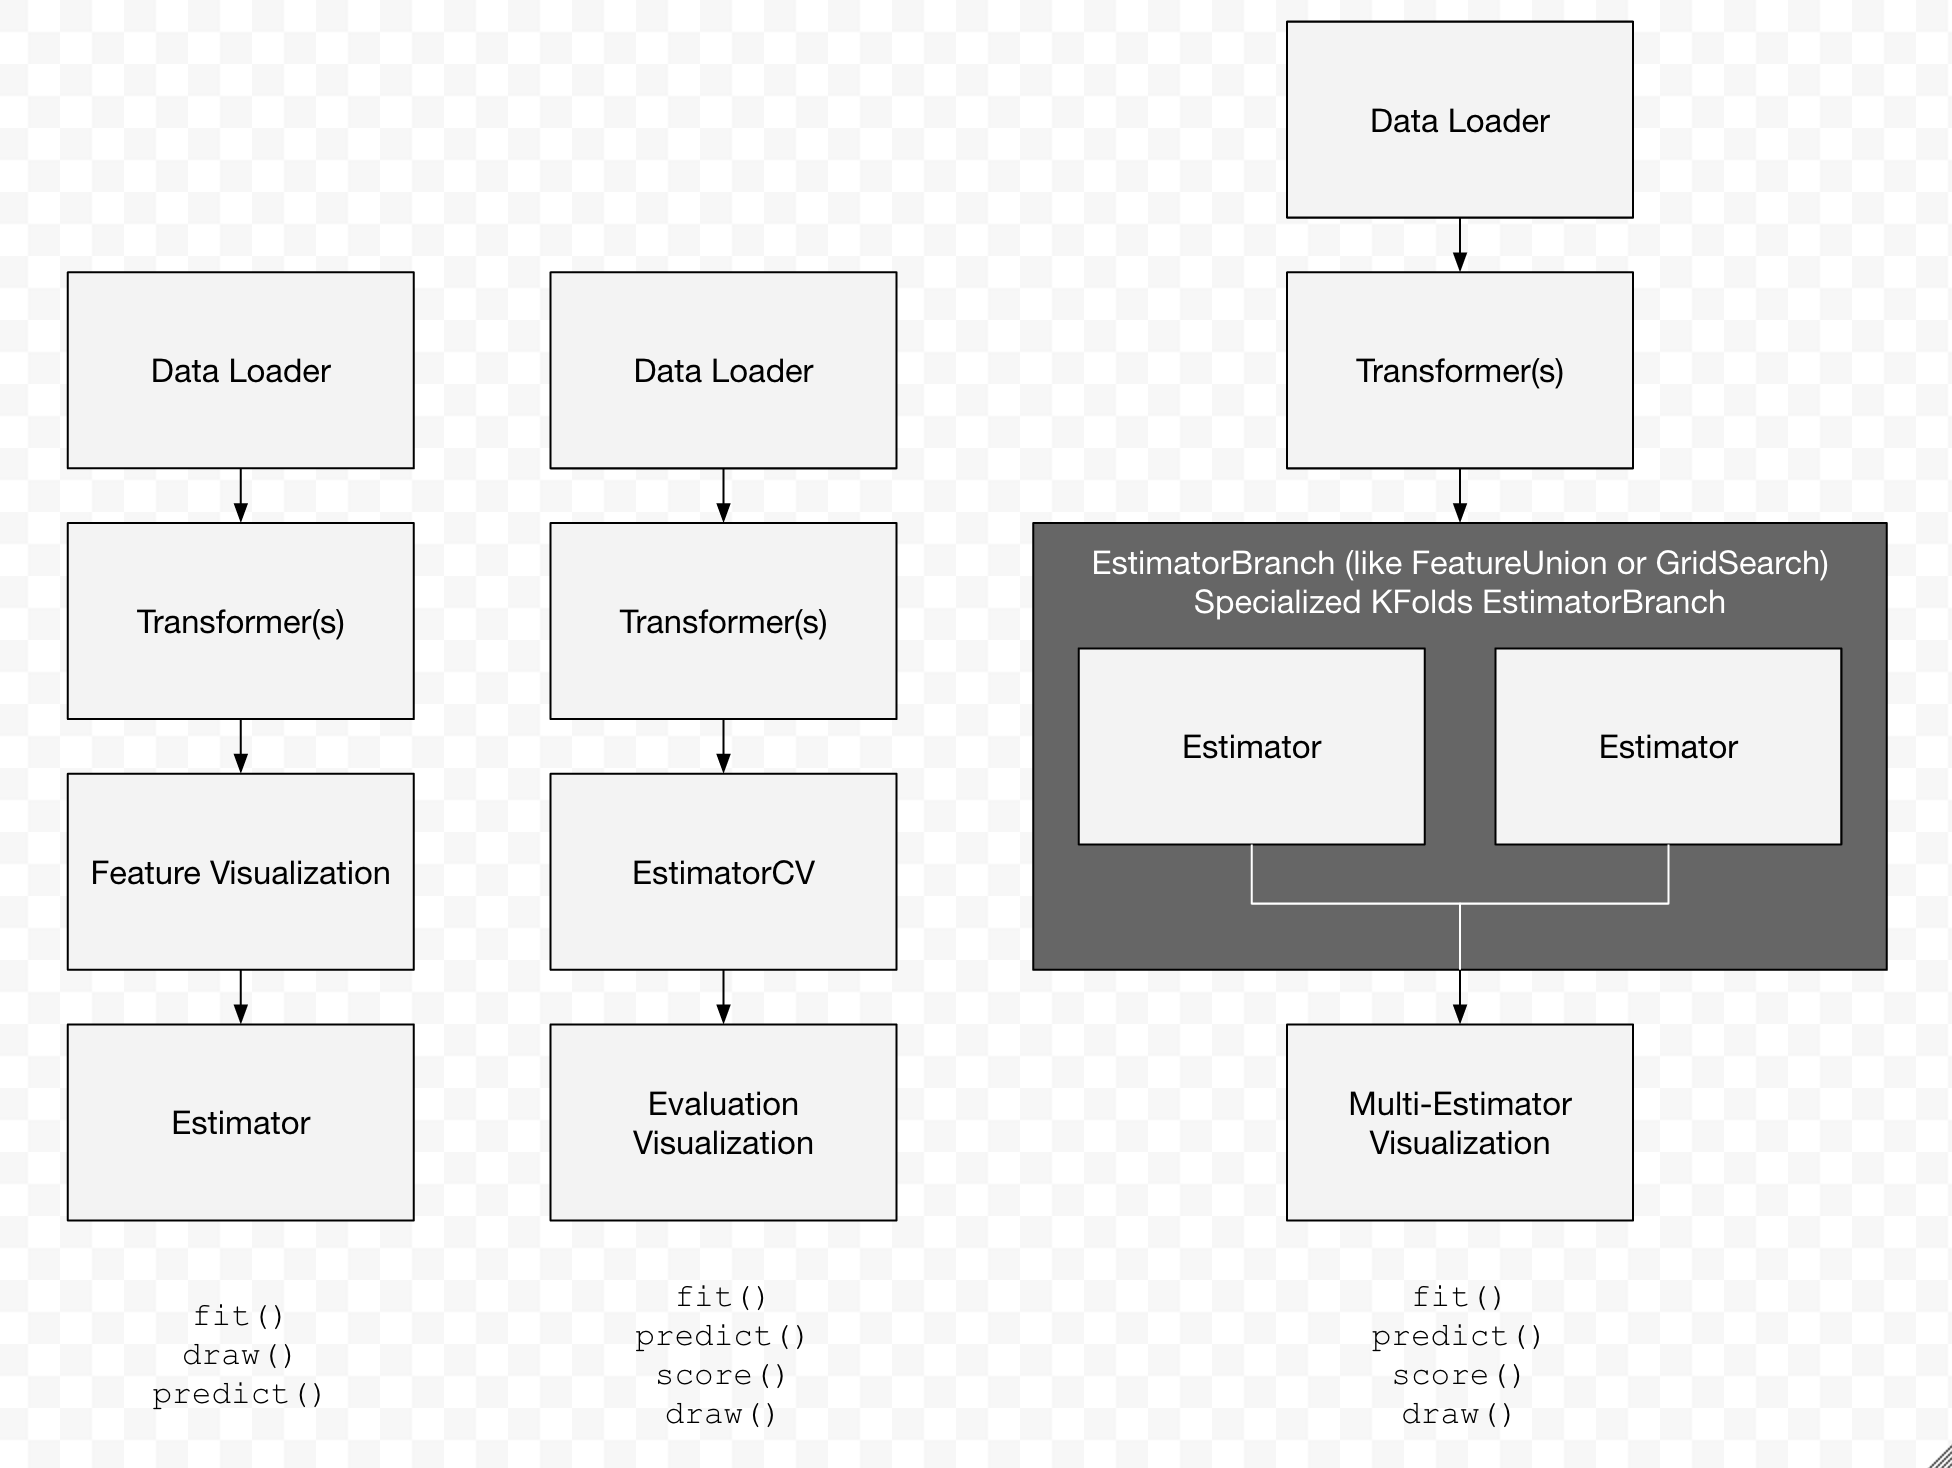 Data Loader
Transformer(s)
Feature Visualization
Estimator
fit()
draw()
predict()
Data Loader
Transformer(s)
EstimatorCV
Evaluation
Visualization
fit()
predict()
score()
draw()
Data Loader
Transformer(s)
EstimatorBranch (like FeatureUnion or GridSearch)
Specialized KFolds EstimatorBranch
Estimator
Estimator
Multi-Estimator
Visualization
fit()
predict()
score()
draw()